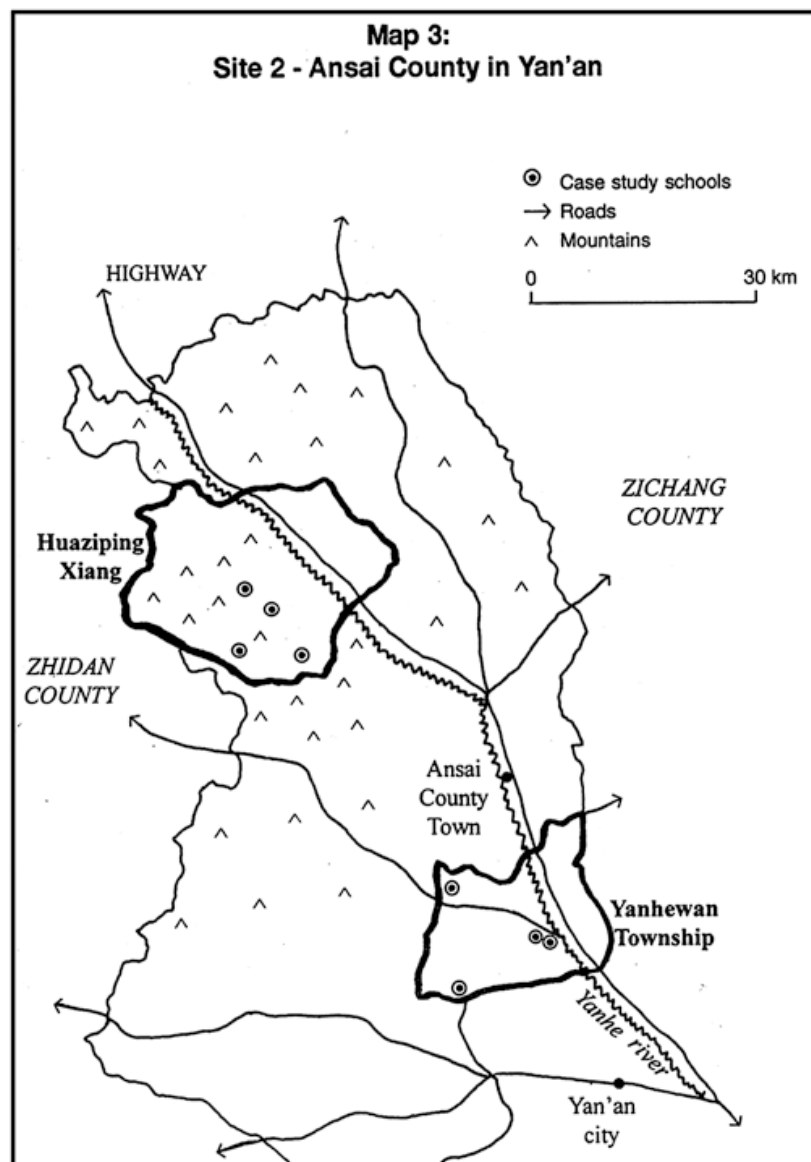 Map 3:
Site 2 - Ansai County in Yan'an
Case study schools
Roads
Mountains
0 30 km
HIGHWAY
ZICHANG
COUNTY
Huaziping
Xiang
ZHIDAN
COUNTY
Ansai
County
Town
Yanhewan
Township
Yanhe river
Yan'an
city